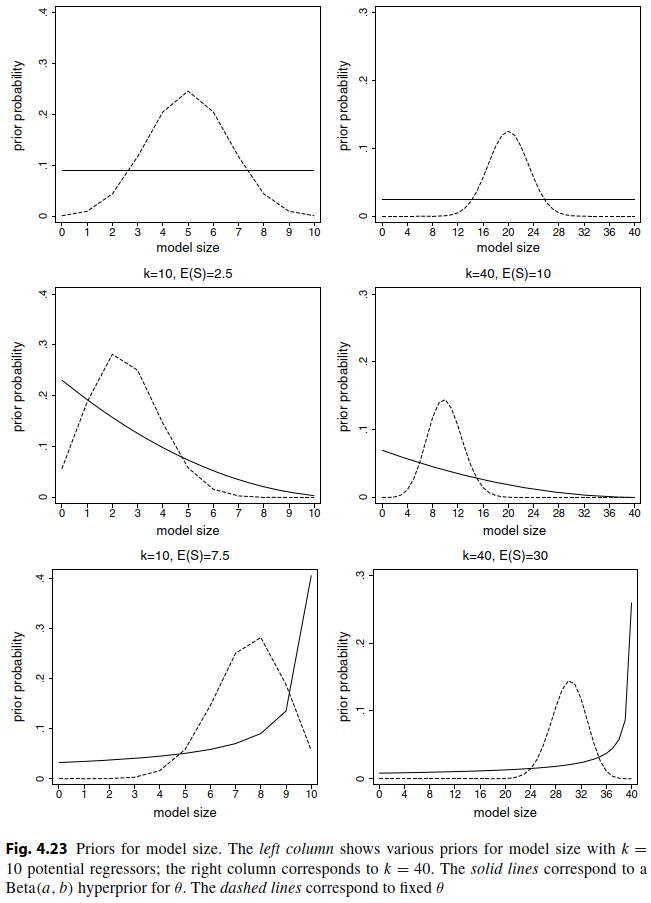 .4
.3
.2
.1
0
prior probability
0 1 2 3 4 5 6 7 8 9 10
model size
.3
.2
.1
0
prior probability
0 4 8 12 16 20 24 28 32 36 40
model size
k=10, E(S)=2.5
.4
.3
.2
.1
0
prior probability
0 1 2 3 4 5 6 7 8 9 10
model size
k=40, E(S)=10
.3
.2
.1
0
prior probability
0 4 8 12 16 20 24 28 32 36 40
model size
k=10, E(S)=7.5
.4
.3
.2
.1
0
prior probability
0 1 2 3 4 5 6 7 8 9 10
model size
k=40, E(S)=30
.3
.2
.1
0
prior probability
0 4 8 12 16 20 24 28 32 36 40
model size
Fig. 4.23 Priors for model size. The left column shows various priors for model size with k =
10 potential regressors; the right column corresponds to k = 40. The solid lines correspond to a
Beta(a, b) hyperprior for θ. The dashed lines correspond to fixed θ